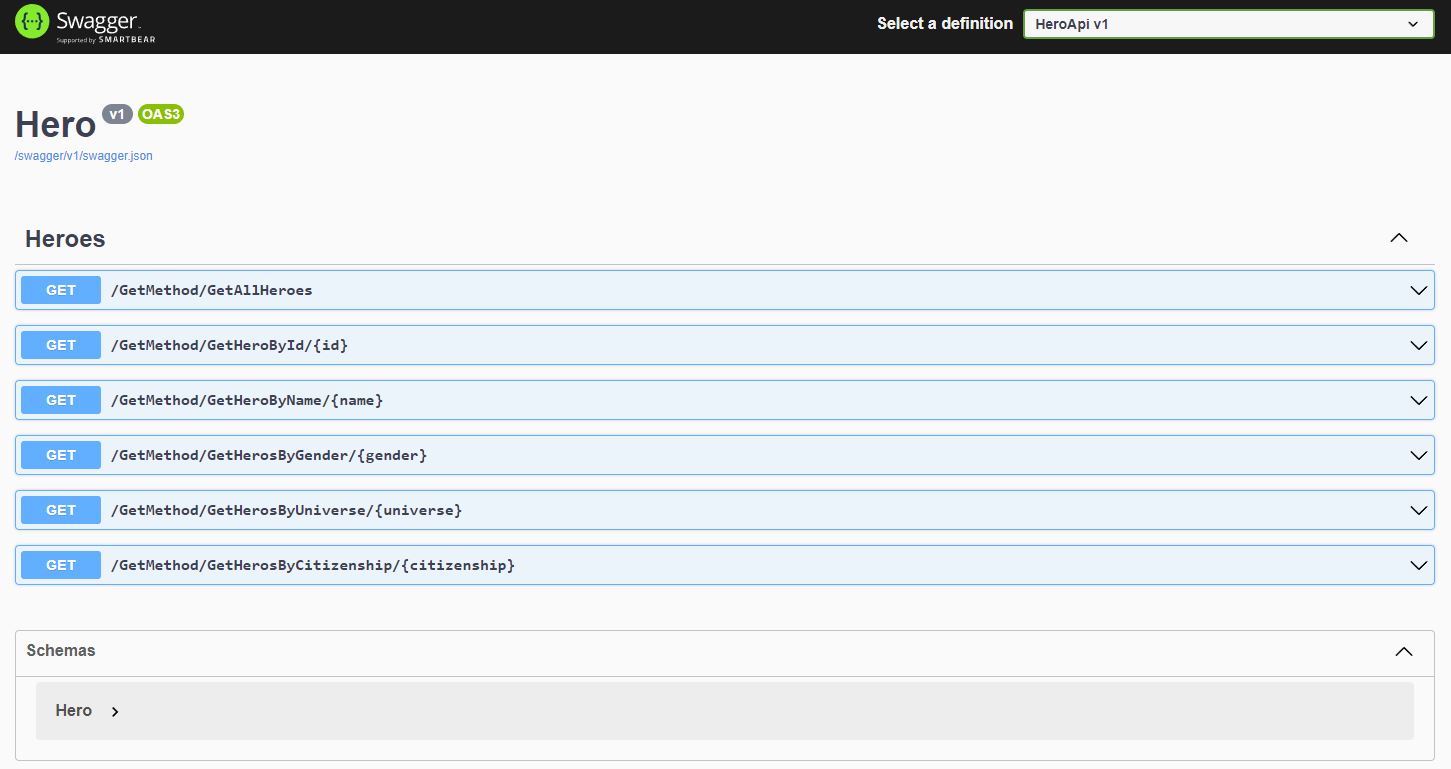 Swagger
Supported by SMARTBEAR
Select a definition
HeroApi v1
Hero v1 OAS3
/swagger/v1/swagger.json
Heroes
GET /GetMethod/GetAllHeroes
GET /GetMethod/GetHeroById/{id}
GET /GetMethod/GetHeroByName/{name}
GET /GetMethod/GetHerosByGender/{gender}
GET /GetMethod/GetHerosByUniverse/{universe}
GET /GetMethod/GetHerosByCitizenship/{citizenship}
Schemas
Hero